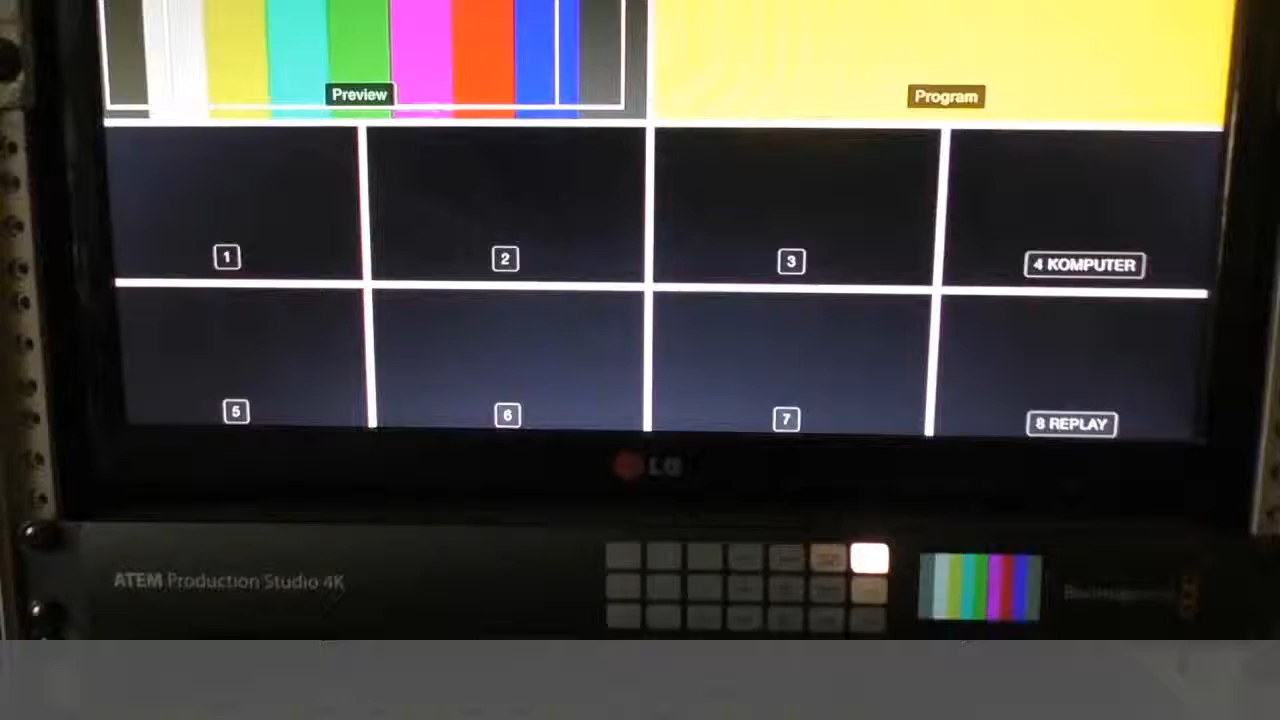 Preview
Program
1
2
3
4 KOMPUTER
5
6
7
8 REPLAY
LG
ATEM Production Studio 4K